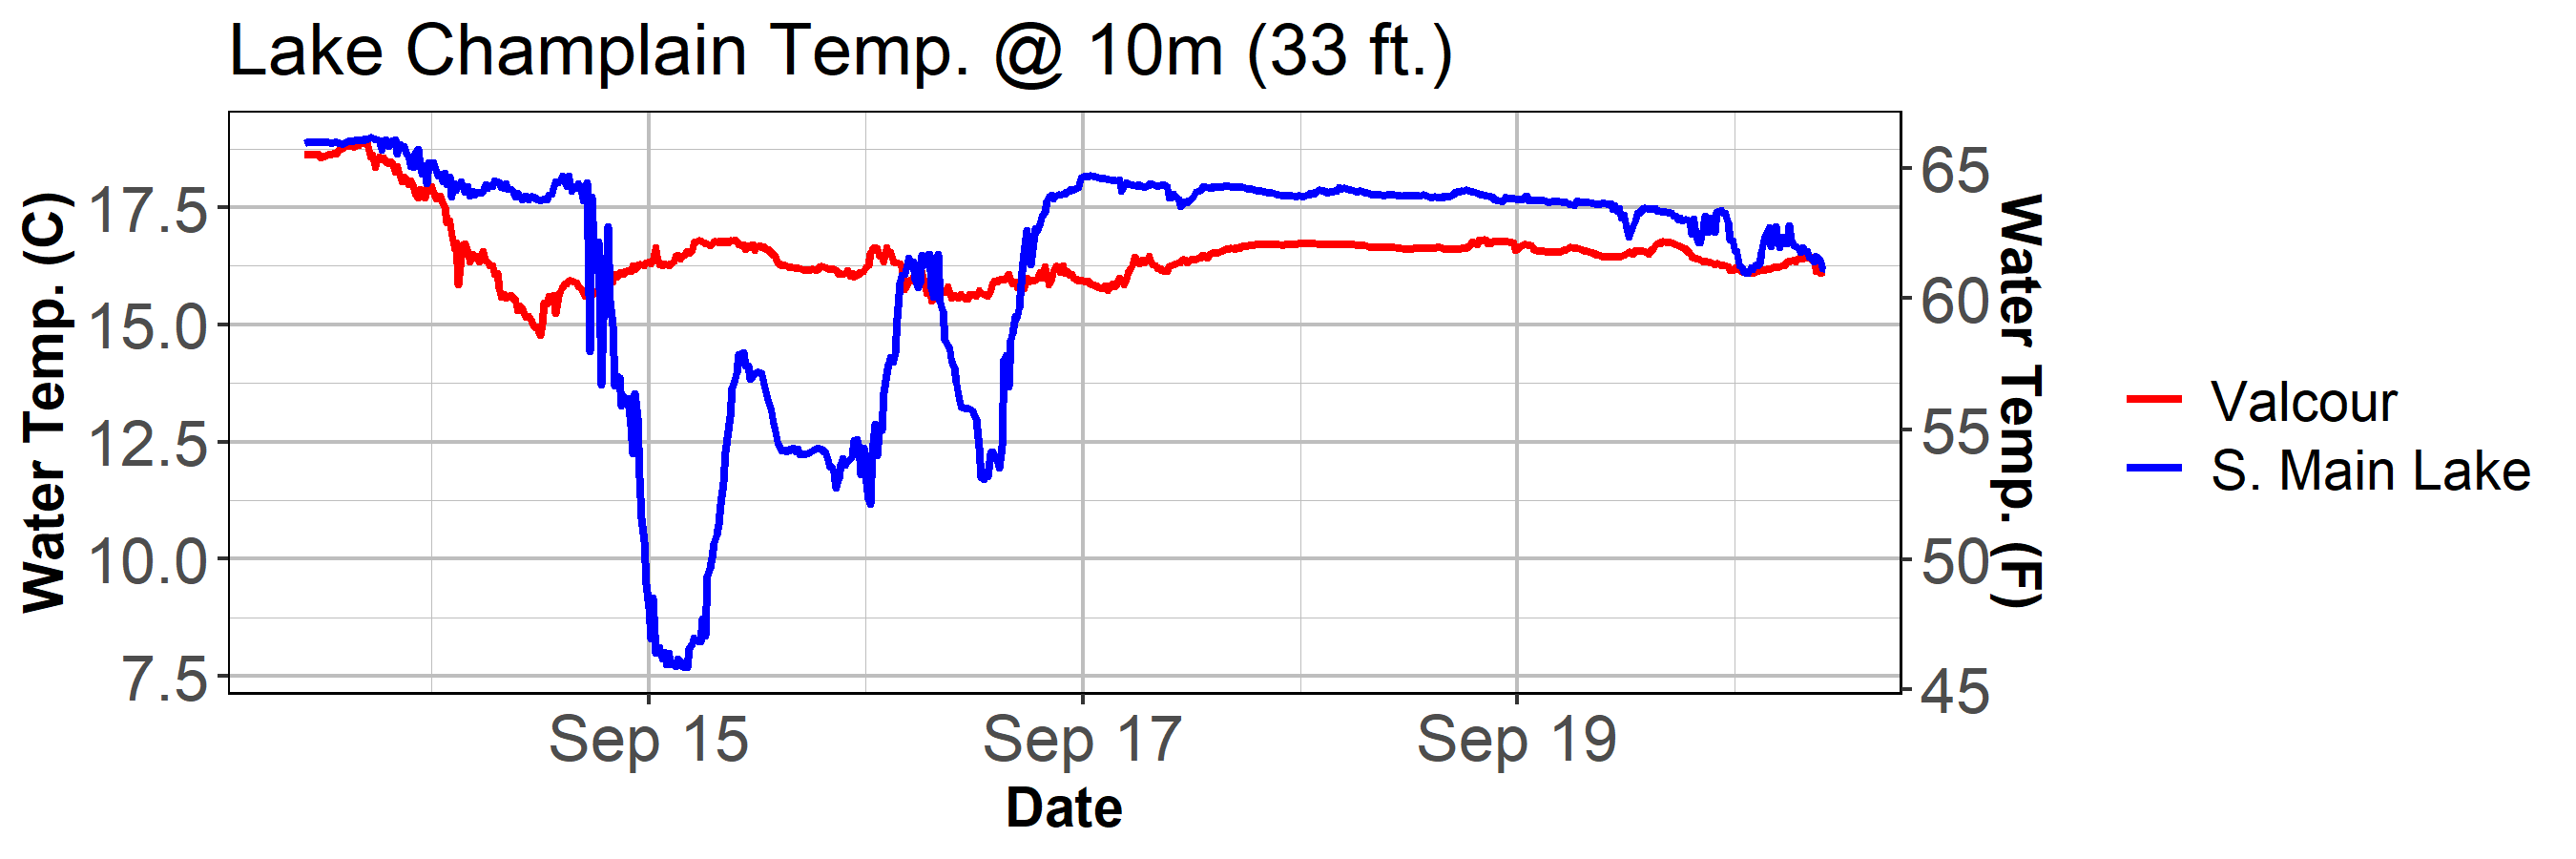 Lake Champlain Temp. @ 10m (33 ft.)
Water Temp. (C)
17.5
15.0
12.5
10.0
7.5
65
60
55
50
45
Water Temp. (F)
Sep 15
Sep 17
Sep 19
Date
Valcour
S. Main Lake